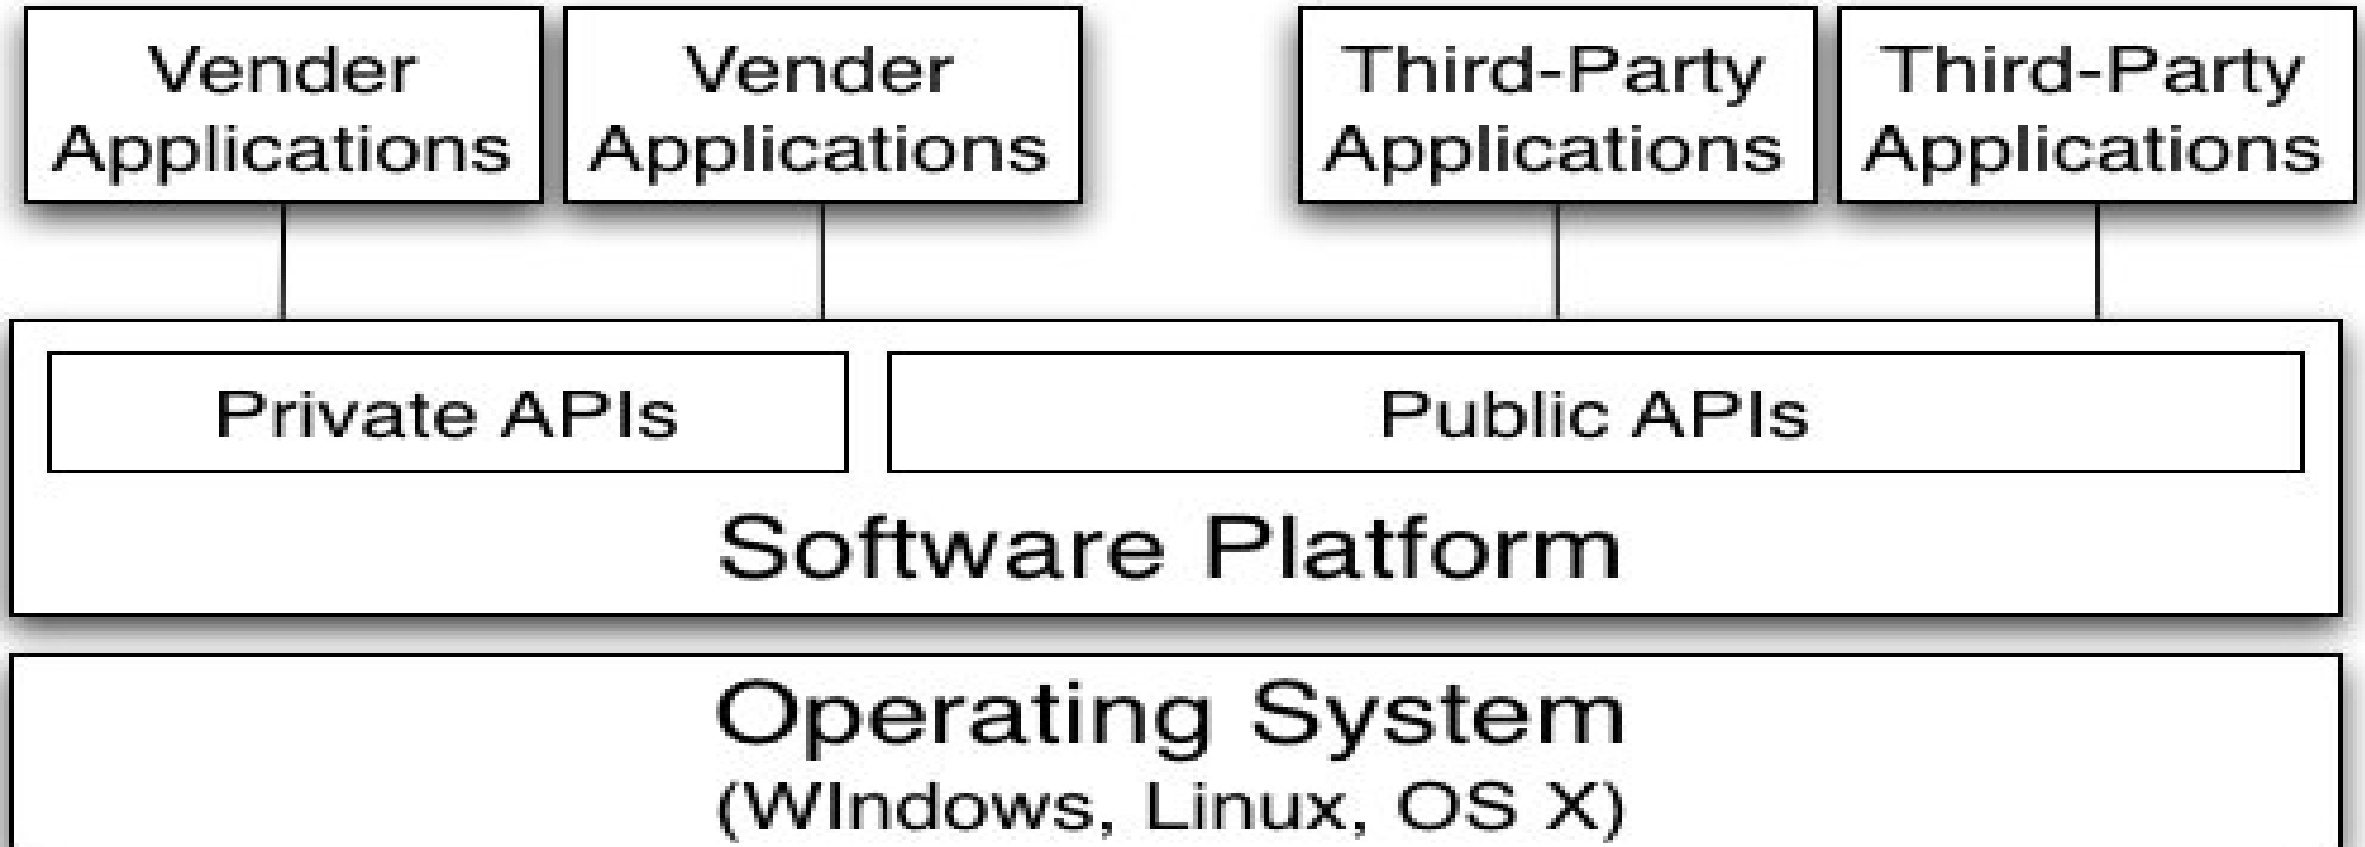 Vender
Applications
Vender
Applications
Third-Party
Applications
Third-Party
Applications
Private APIs
Public APIs
Software Platform
Operating System
(WIndows, Linux, OS X)